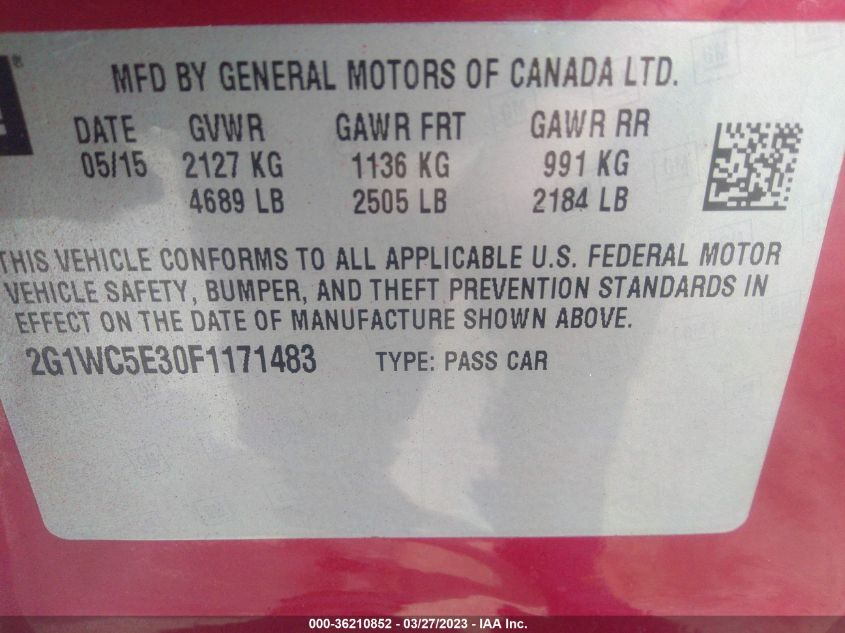 MFD BY GENERAL MOTORS OF CANADA LTD.
DATE GVWR GAWR FRT GAWR RR
05/15 2127 KG 1136 KG 991 KG
4689 LB 2505 LB 2184 LB
THIS VEHICLE CONFORMS TO ALL APPLICABLE U.S. FEDERAL MOTOR
VEHICLE SAFETY, BUMPER, AND THEFT PREVENTION STANDARDS IN
EFFECT ON THE DATE OF MANUFACTURE SHOWN ABOVE.
2G1WC5E30F1171483 TYPE: PASS CAR
000-36210852 - 03/27/2023 - IAA Inc.